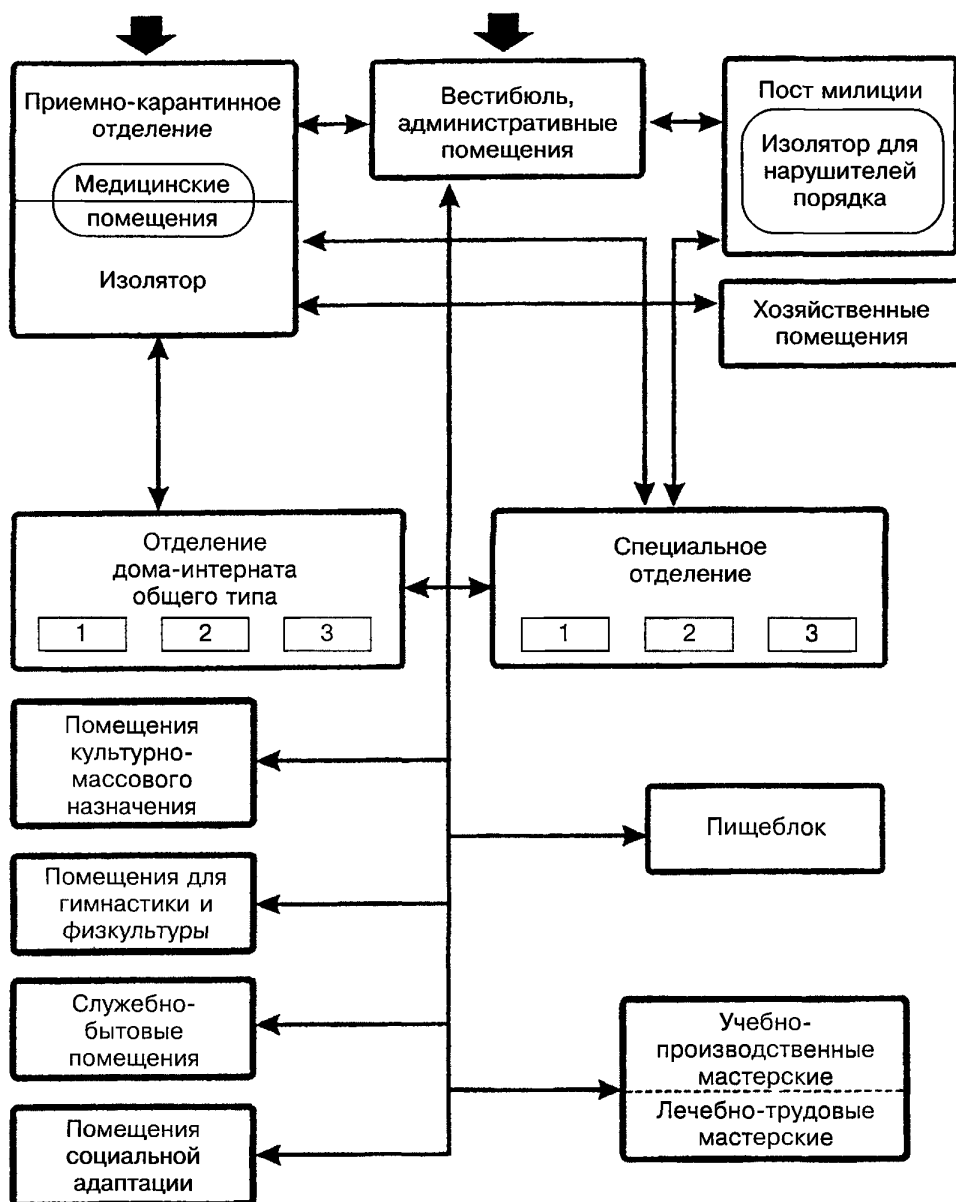 Приемно-карантинное
отделение
Медицинские
помещения
Изолятор
Вестибюль,
административные
помещения
Пост милиции
Изолятор для
нарушителей
порядка
Хозяйственные
помещения
Отделение
дома-интерната
общего типа
1 2 3
Специальное
отделение
1 2 3
Помещения
культурно-
массового
назначения
Пищеблок
Помещения для
гимнастики и
физкультуры
Служебно-
бытовые
помещения
Учебно-
производственные
мастерские
Лечебно-трудовые
мастерские
Помещения
социальной
адаптации